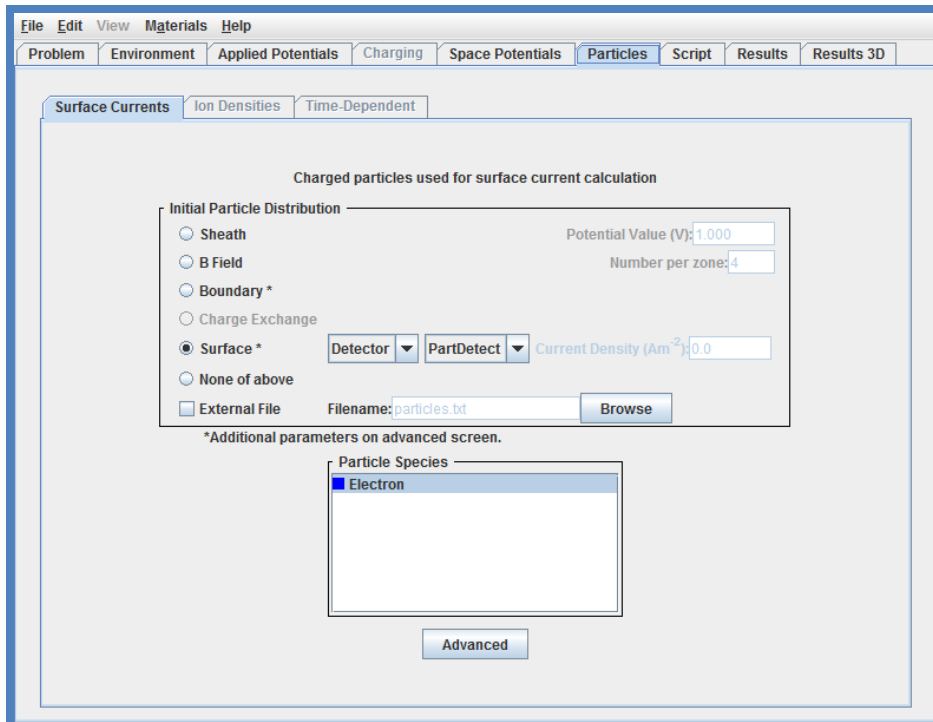 File Edit View Materials Help
Problem Environment Applied Potentials Charging Space Potentials Particles Script Results Results 3D
Surface Currents Ion Densities Time-Dependent
Charged particles used for surface current calculation
Initial Particle Distribution
Sheath Potential Value (V): 1.000
B Field Number per zone: 4
Boundary *
Charge Exchange
Surface * Detector PartDetect Current Density (Am^-2): 0.0
None of above
External File Filename: particles.txt Browse
*Additional parameters on advanced screen.
Particle Species
Electron
Advanced